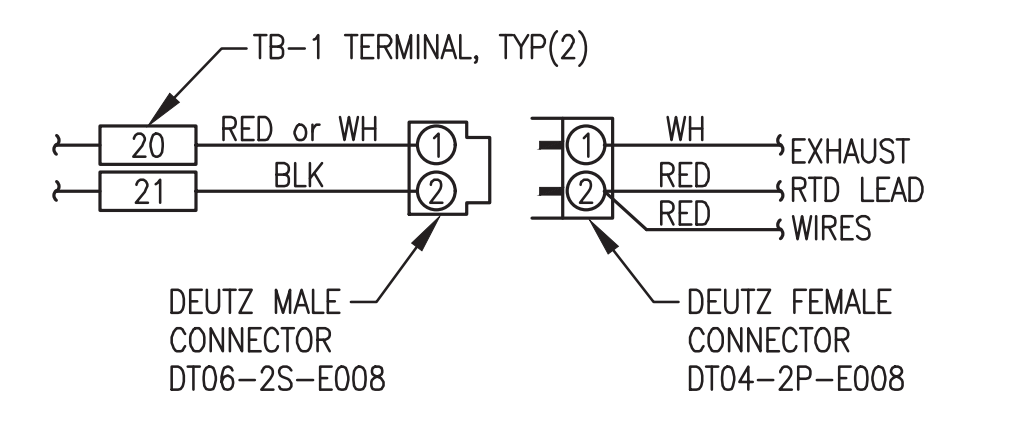 TB-1 TERMINAL, TYP(2)
20 RED or WH 1
21 BLK 2
1 WH EXHAUST
2 RED RTD LEAD
RED WIRES
DEUTZ MALE
CONNECTOR
DT06-2S-E008
DEUTZ FEMALE
CONNECTOR
DT04-2P-E008